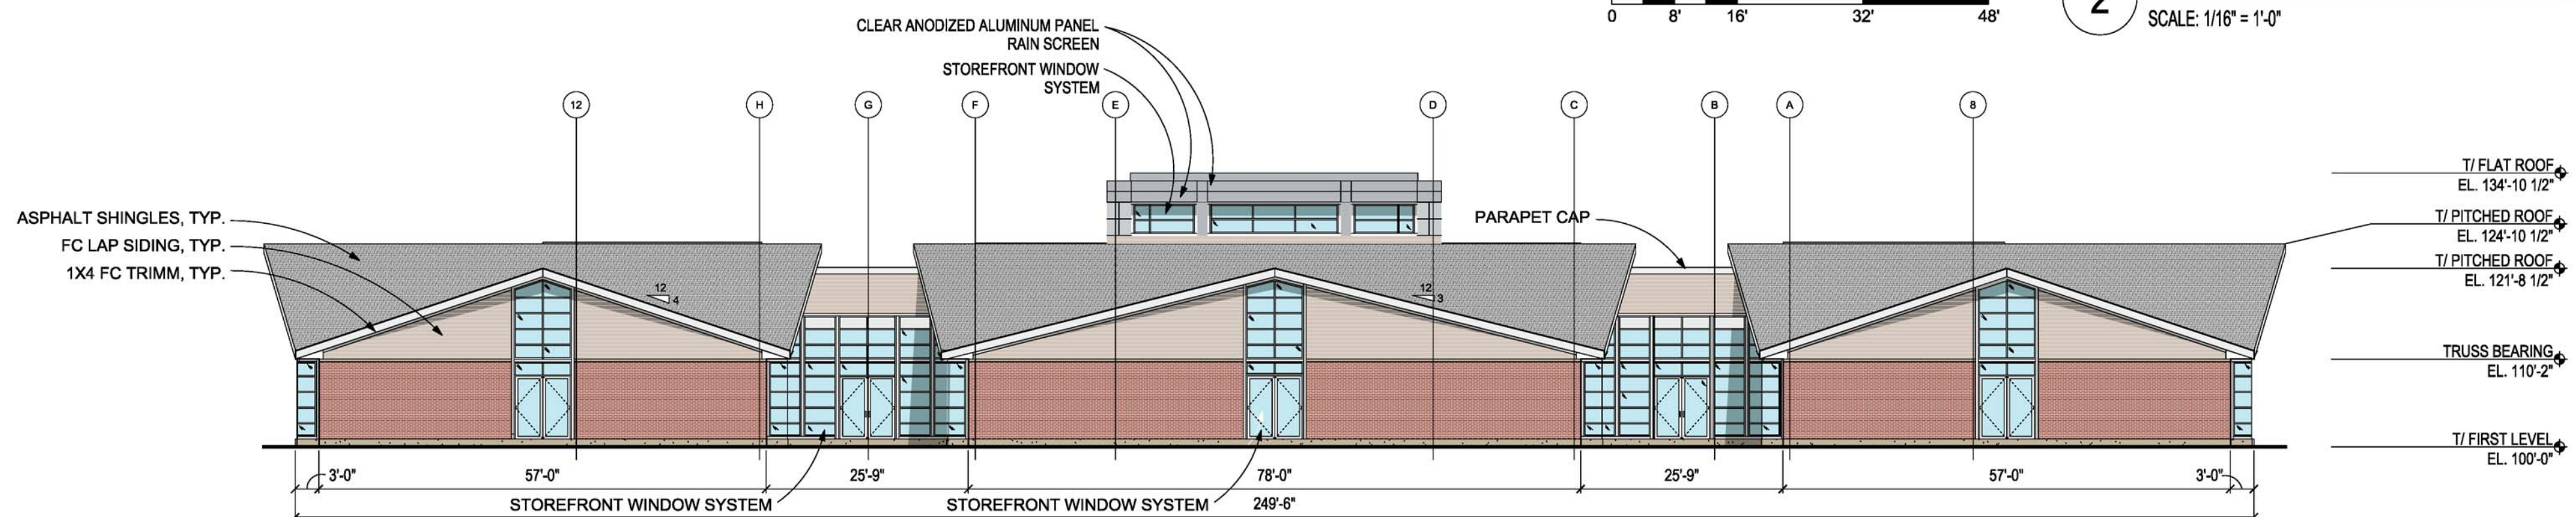 0 8' 16' 32' 48'
2
SCALE: 1/16" = 1'-0"
CLEAR ANODIZED ALUMINUM PANEL
RAIN SCREEN
STOREFRONT WINDOW
SYSTEM
12 H G F E D C B A 8
ASPHALT SHINGLES, TYP.
FC LAP SIDING, TYP.
1X4 FC TRIMM, TYP.
PARAPET CAP
12
4
12
3
T/ FLAT ROOF
EL. 134'-10 1/2"
T/ PITCHED ROOF
EL. 124'-10 1/2"
T/ PITCHED ROOF
EL. 121'-8 1/2"
TRUSS BEARING
EL. 110'-2"
T/ FIRST LEVEL
EL. 100'-0"
3'-0" 57'-0" 25'-9" 78'-0" 25'-9" 57'-0" 3'-0"
STOREFRONT WINDOW SYSTEM
STOREFRONT WINDOW SYSTEM
249'-6"